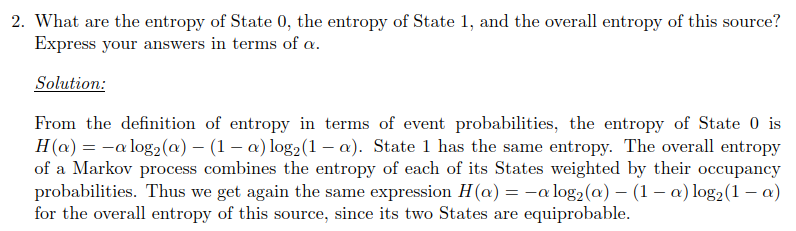 2. What are the entropy of State 0, the entropy of State 1, and the overall entropy of this source?
Express your answers in terms of α.
Solution:
From the definition of entropy in terms of event probabilities, the entropy of State 0 is
H(α) = −α log₂(α) − (1 − α) log₂(1 − α). State 1 has the same entropy. The overall entropy
of a Markov process combines the entropy of each of its States weighted by their occupancy
probabilities. Thus we get again the same expression H(α) = −α log₂(α) − (1 − α) log₂(1 − α)
for the overall entropy of this source, since its two States are equiprobable.